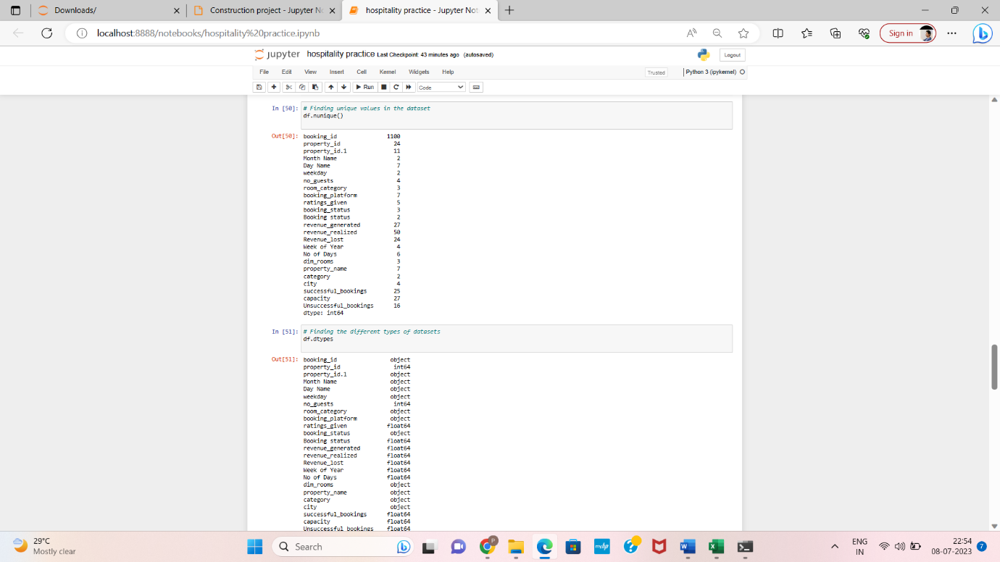 Downloads/
Construction project - Jupyter N
hospitality practice - Jupyter Not
localhost:8888/notebooks/hospitality%20practice.ipynb
Sign in
jupyter hospitality practice Last Checkpoint: 43 minutes ago (autosaved)
Logout
File Edit View Insert Cell Kernel Widgets Help
Trusted
Python 3 (ipykernel)
Run
Code
In [50]: # Finding unique values in the dataset
df.nunique()
Out[50]: booking_id 1100
property_id 24
property_id.1 11
Month Name 2
Day Name 7
weekday 2
no_guests 4
room_category 3
booking_platform 7
ratings_given 5
booking_status 3
Booking status 2
revenue_generated 27
revenue_realized 50
Revenue_lost 24
Week of Year 4
No of Days 6
dim_rooms 3
property_name 7
category 2
city 4
successful_bookings 25
capacity 27
Unsuccessful_bookings 16
dtype: int64
In [51]: # Finding the different types of datasets
df.dtypes
Out[51]: booking_id object
property_id int64
property_id.1 object
Month Name object
Day Name object
weekday object
no_guests int64
room_category object
booking_platform object
ratings_given float64
booking_status object
Booking status float64
revenue_generated float64
revenue_realized float64
Revenue_lost float64
Week of Year float64
No of Days float64
dim_rooms object
property_name object
category object
city object
successful_bookings float64
capacity float64
Unsuccessful_bookings float64
29°C
Mostly clear
Search
ENG
IN
22:54
08-07-2023
7